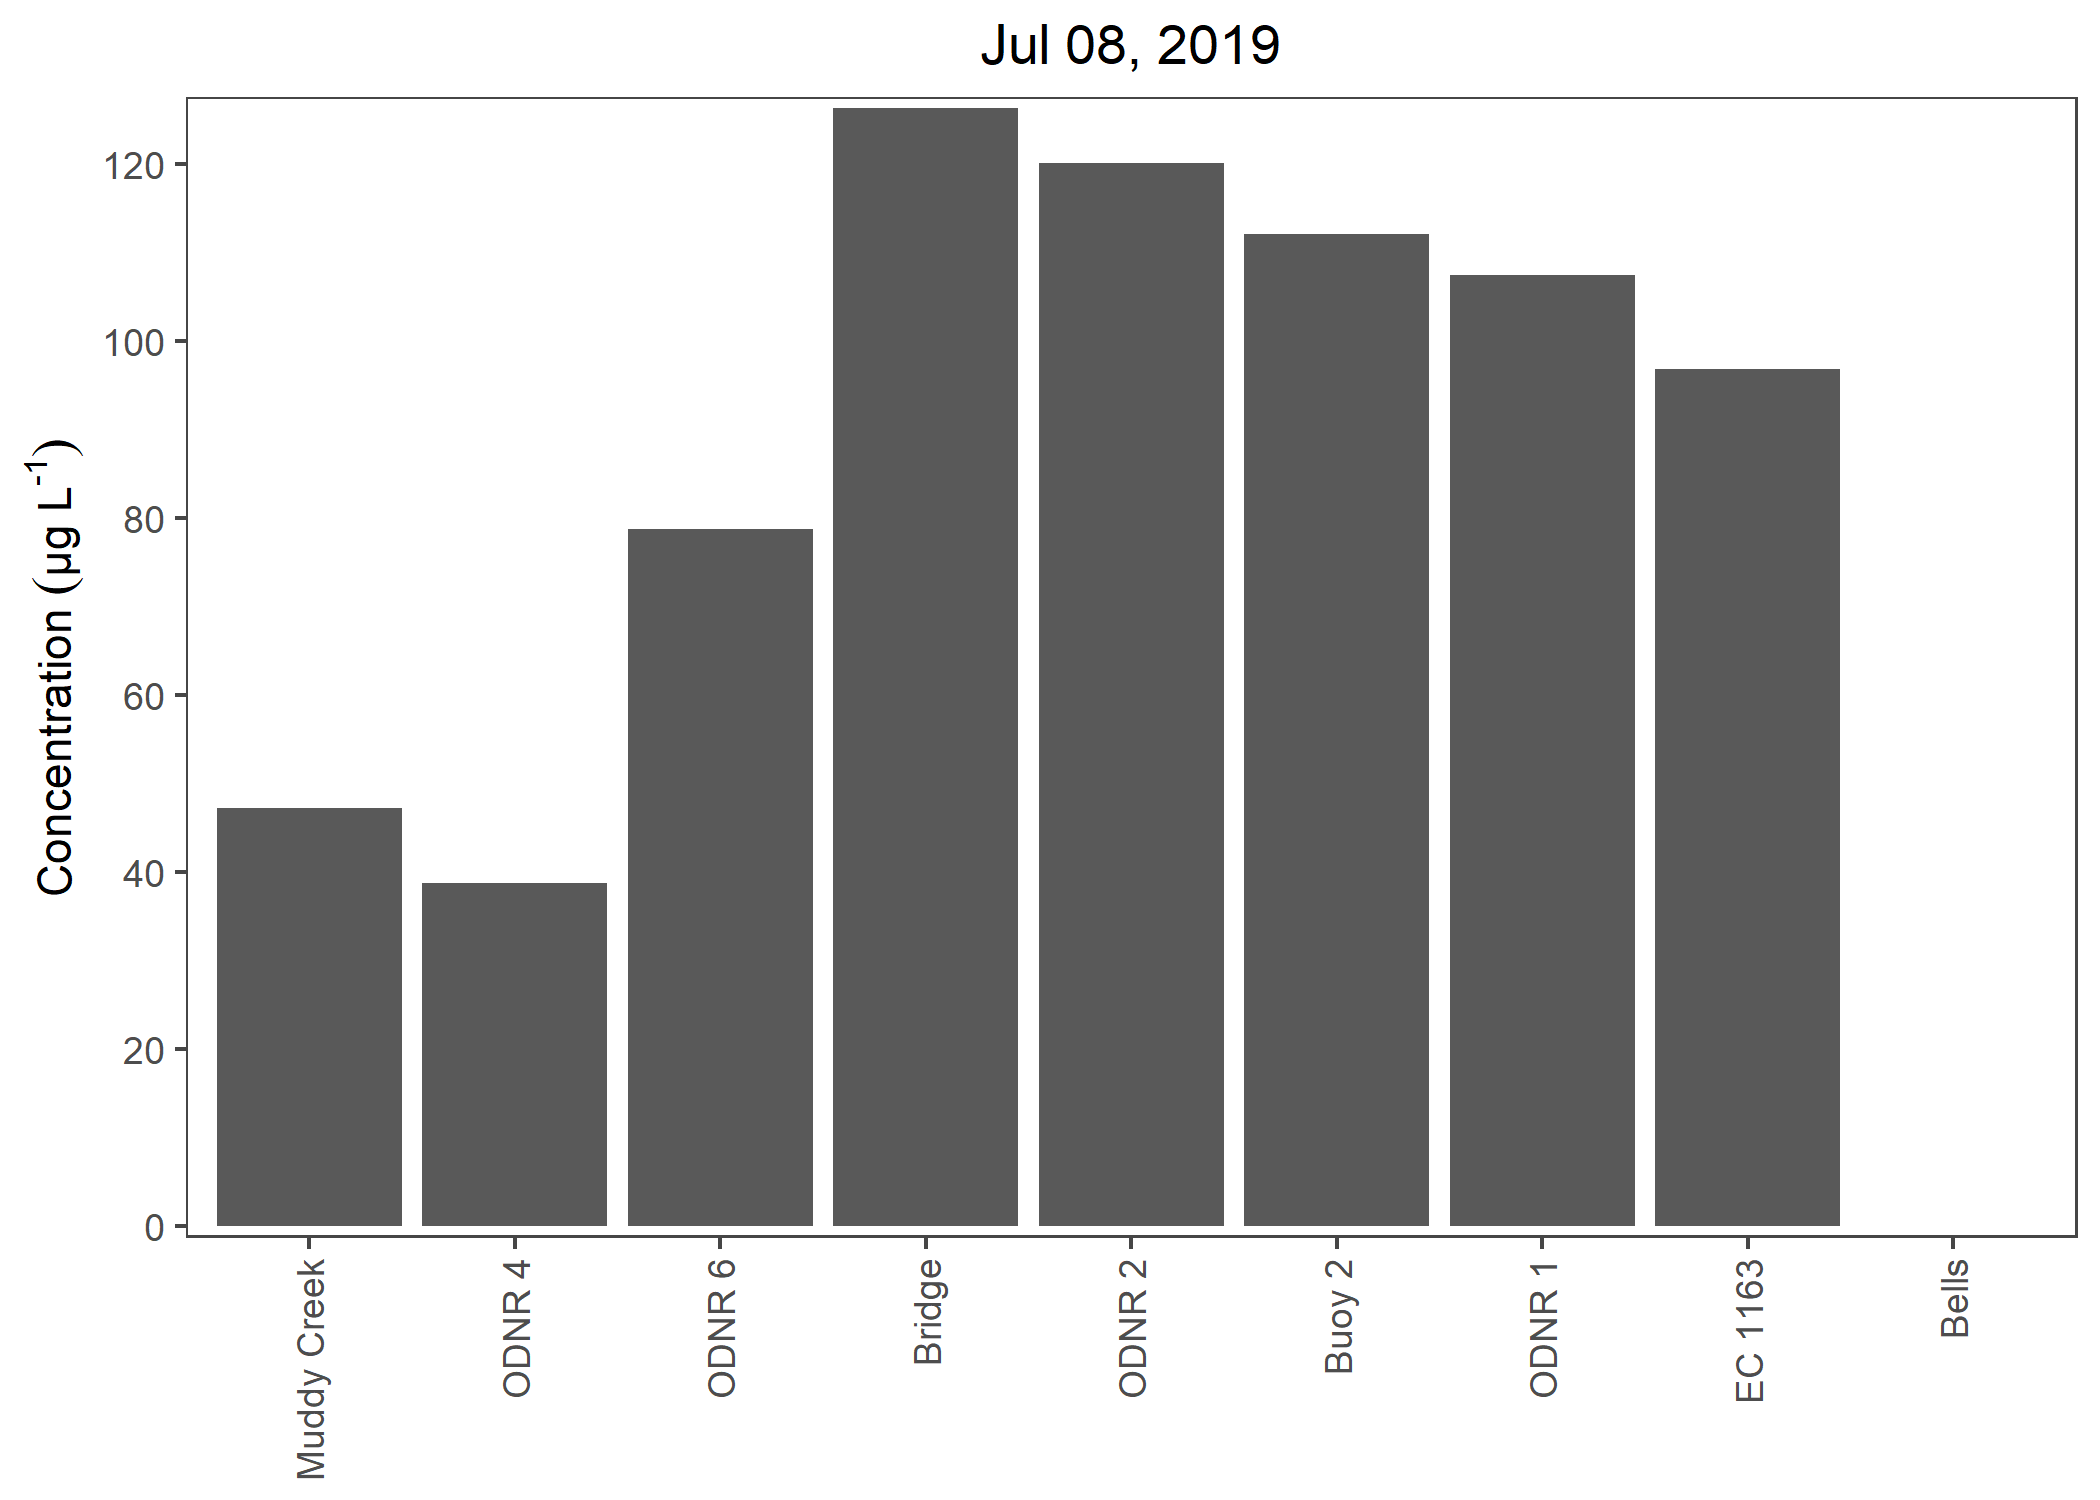 Jul 08, 2019
Concentration (µg L⁻¹)
120
100
80
60
40
20
0
Muddy Creek
ODNR 4
ODNR 6
Bridge
ODNR 2
Buoy 2
ODNR 1
EC 1163
Bells